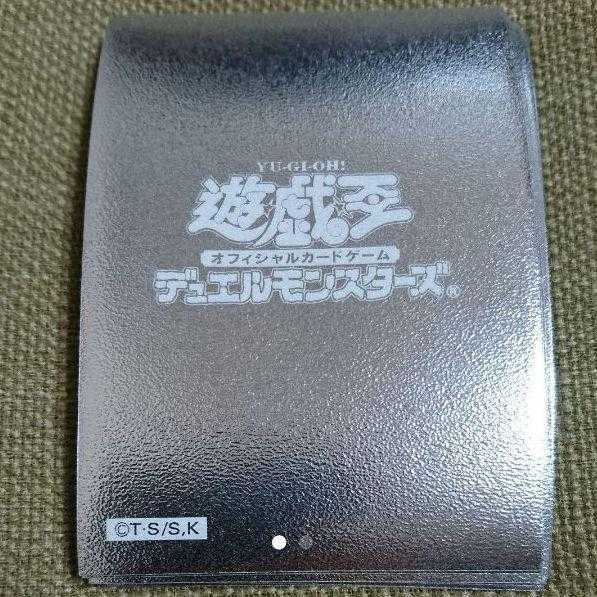 YU-GI-OH!
遊戯王
オフィシャルカードゲーム
デュエルモンスターズ®
©T・S/S,K